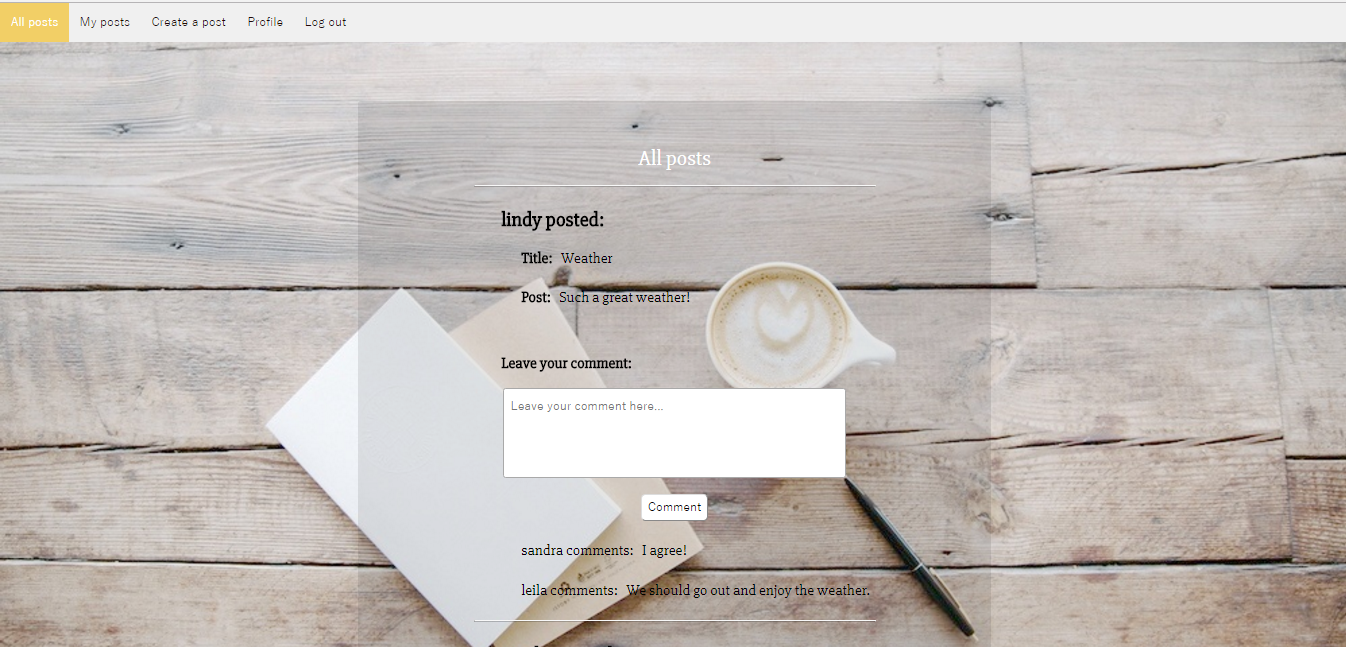 All posts My posts Create a post Profile Log out
All posts
lindy posted:
Title: Weather
Post: Such a great weather!
Leave your comment:
Leave your comment here...
Comment
sandra comments: I agree!
leila comments: We should go out and enjoy the weather.